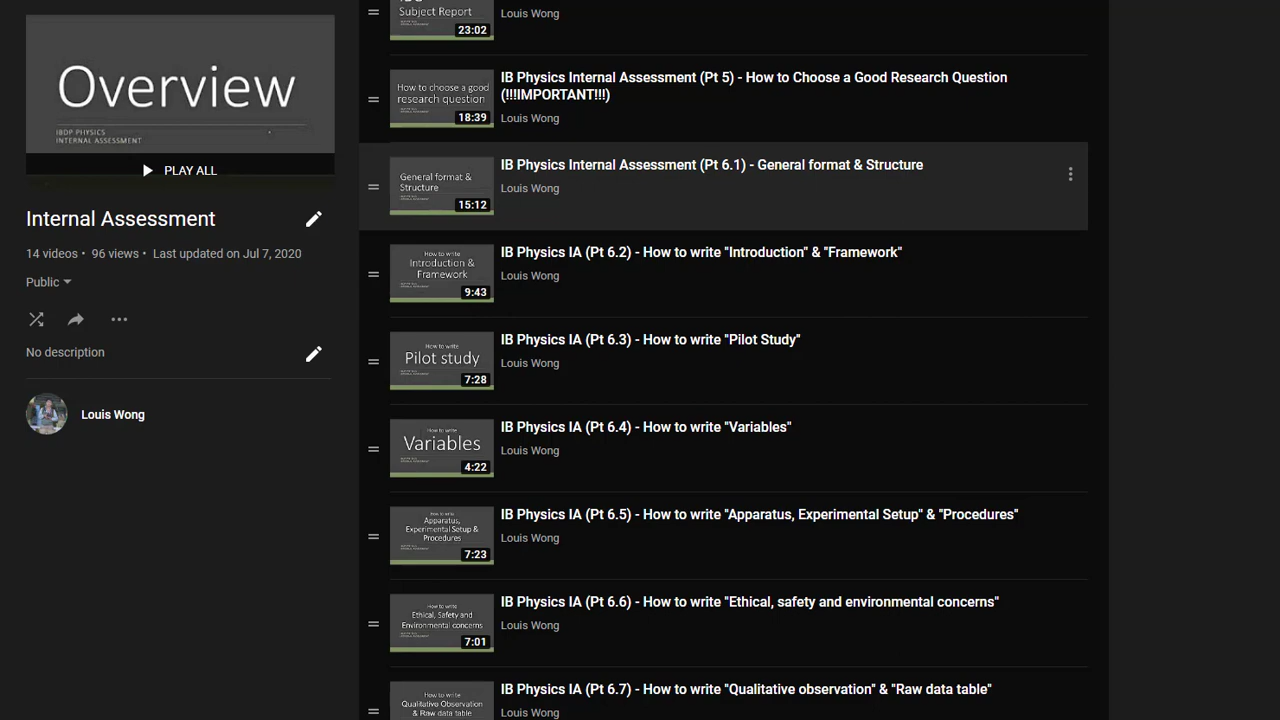 Overview
IBDP PHYSICS
INTERNAL ASSESSMENT
PLAY ALL
Internal Assessment
14 videos • 96 views • Last updated on Jul 7, 2020
Public
No description
Louis Wong
Subject Report
23:02
Louis Wong
How to choose a good
research question
18:39
IB Physics Internal Assessment (Pt 5) - How to Choose a Good Research Question
(!!!IMPORTANT!!!)
Louis Wong
General format &
Structure
15:12
IB Physics Internal Assessment (Pt 6.1) - General format & Structure
Louis Wong
How to write
Introduction &
Framework
9:43
IB Physics IA (Pt 6.2) - How to write "Introduction" & "Framework"
Louis Wong
How to write
Pilot study
7:28
IB Physics IA (Pt 6.3) - How to write "Pilot Study"
Louis Wong
How to write
Variables
4:22
IB Physics IA (Pt 6.4) - How to write "Variables"
Louis Wong
How to write
Apparatus,
Experimental Setup &
Procedures
7:23
IB Physics IA (Pt 6.5) - How to write "Apparatus, Experimental Setup" & "Procedures"
Louis Wong
How to write
Ethical, Safety and
Environmental concerns
7:01
IB Physics IA (Pt 6.6) - How to write "Ethical, safety and environmental concerns"
Louis Wong
How to write
Qualitative Observation
& Raw data table
IB Physics IA (Pt 6.7) - How to write "Qualitative observation" & "Raw data table"
Louis Wong